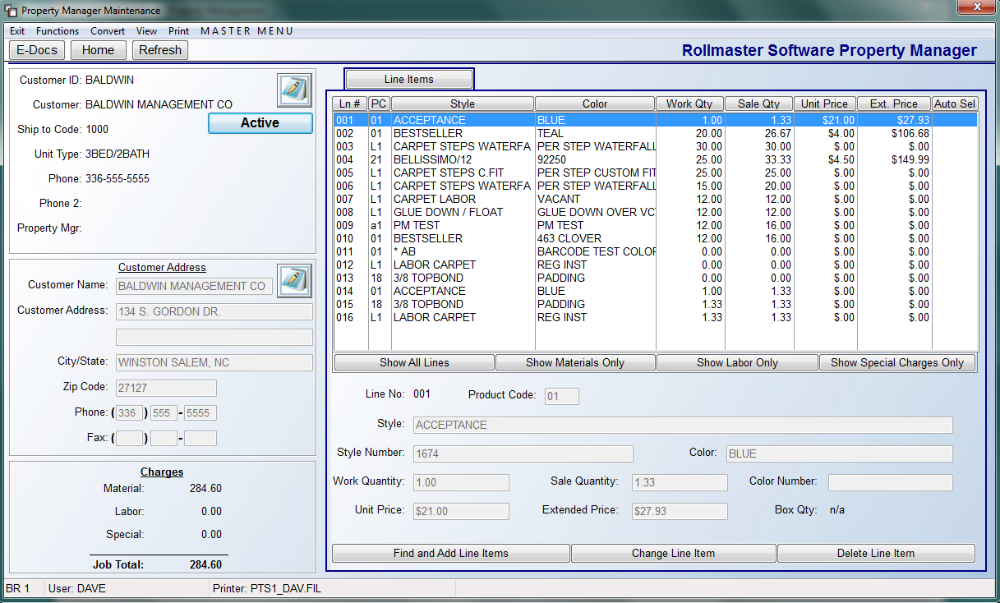 Property Manager Maintenance
Exit Functions Convert View Print M A S T E R M E N U
E-Docs Home Refresh
Rollmaster Software Property Manager
Customer ID: BALDWIN
Customer: BALDWIN MANAGEMENT CO
Active
Ship to Code: 1000
Unit Type: 3BED/2BATH
Phone: 336-555-5555
Phone 2:
Property Mgr:
Customer Address
Customer Name: BALDWIN MANAGEMENT CO
Customer Address: 134 S. GORDON DR.
City/State: WINSTON SALEM, NC
Zip Code: 27127
Phone: (336) 555 - 5555
Fax: ( ) -
Charges
Material: 284.60
Labor: 0.00
Special: 0.00
Job Total: 284.60
Line Items
Ln # PC Style Color Work Qty Sale Qty Unit Price Ext. Price Auto Sel
001 01 ACCEPTANCE BLUE 1.00 1.33 $21.00 $27.93
002 01 BESTSELLER TEAL 20.00 26.67 $4.00 $106.68
003 L1 CARPET STEPS WATERFA PER STEP WATERFALL 30.00 30.00 $.00 $.00
004 21 BELLISSIMO/12 92250 25.00 33.33 $4.50 $149.99
005 L1 CARPET STEPS C.FIT PER STEP CUSTOM FIT 25.00 25.00 $.00 $.00
006 L1 CARPET STEPS WATERFA PER STEP WATERFALL 15.00 20.00 $.00 $.00
007 L1 CARPET LABOR VACANT 12.00 12.00 $.00 $.00
008 L1 GLUE DOWN / FLOAT GLUE DOWN OVER VCT 12.00 12.00 $.00 $.00
009 a1 PM TEST PM TEST 12.00 16.00 $.00 $.00
010 01 BESTSELLER 463 CLOVER 12.00 16.00 $.00 $.00
011 01 * AB BARCODE TEST COLOR 0.00 0.00 $.00 $.00
012 L1 LABOR CARPET REG INST 0.00 0.00 $.00 $.00
013 18 3/8 TOPBOND PADDING 0.00 0.00 $.00 $.00
014 01 ACCEPTANCE BLUE 1.00 1.33 $.00 $.00
015 18 3/8 TOPBOND PADDING 1.33 1.33 $.00 $.00
016 L1 LABOR CARPET REG INST 1.33 1.33 $.00 $.00
Show All Lines Show Materials Only Show Labor Only Show Special Charges Only
Line No: 001 Product Code: 01
Style: ACCEPTANCE
Style Number: 1674 Color: BLUE
Work Quantity: 1.00 Sale Quantity: 1.33 Color Number:
Unit Price: $21.00 Extended Price: $27.93 Box Qty: n/a
Find and Add Line Items Change Line Item Delete Line Item
BR 1 User: DAVE Printer: PTS1_DAV.FIL